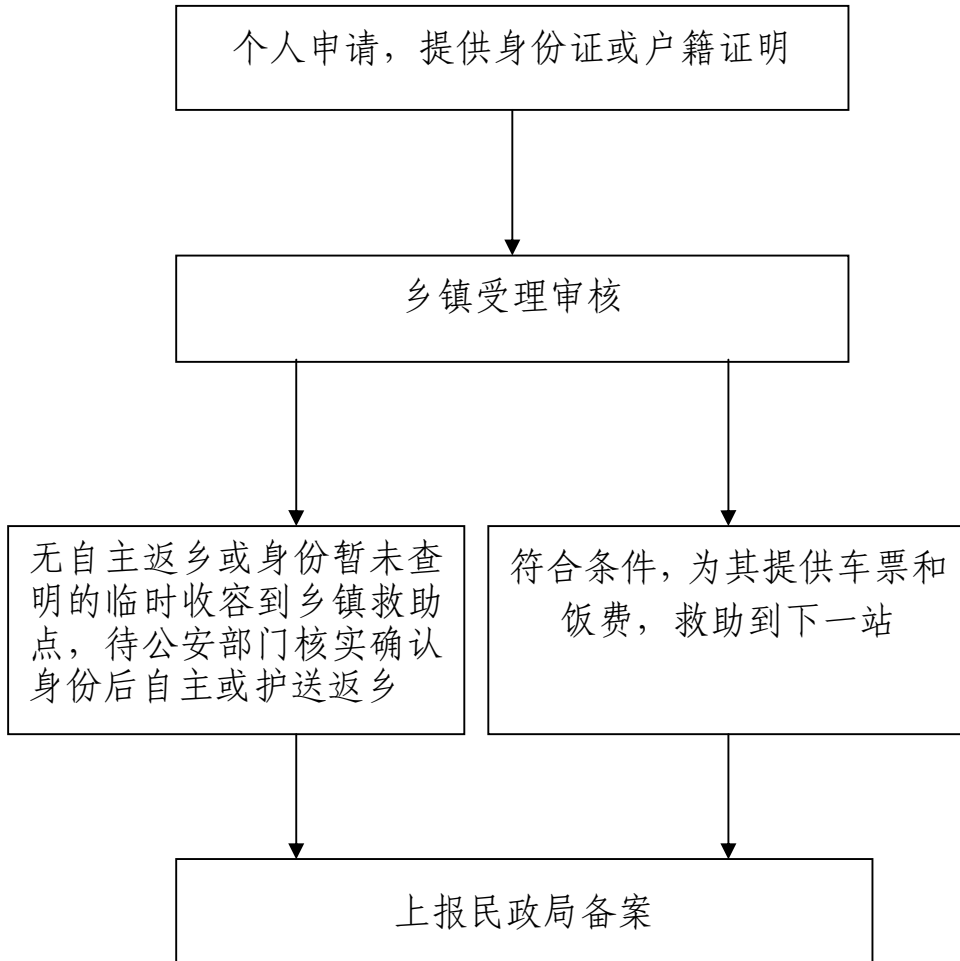 个人申请，提供身份证或户籍证明
乡镇受理审核
无自主返乡或身份暂未查
明的临时收容到乡镇救助
点，待公安部门核实确认
身份后自主或护送返乡
符合条件，为其提供车票和
饭费，救助到下一站
上报民政局备案